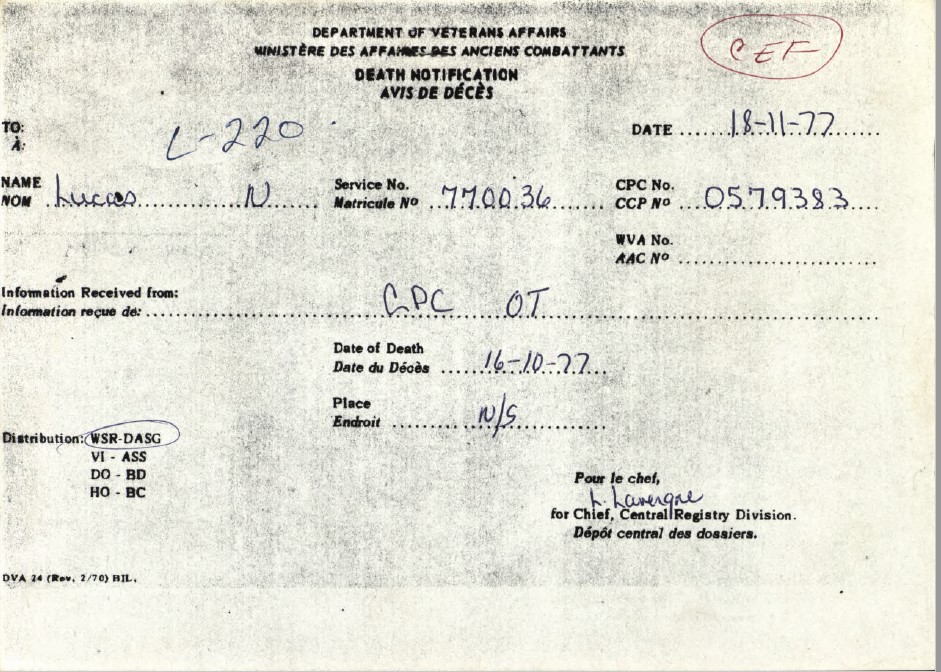 DEPARTMENT OF VETERANS AFFAIRS
MINISTÈRE DES AFFAIRES DES ANCIENS COMBATTANTS
CEF
DEATH NOTIFICATION
AVIS DE DÉCÈS
TO:
À:
L-220
DATE 18-11-77
NAME
NOM Lucas N
Service No.
Matricule No 770036
CPC No.
CCP No 0579383
WVA No.
AAC No
Information Received from:
Information reçue de: CPC OT
Date of Death
Date du Décès 16-10-77
Place
Endroit N/S
Distribution: WSR-DASG
VI - ASS
DO - BD
HO - BC
Pour le chef,
L. Lavergne
for Chief, Central Registry Division.
Dépôt central des dossiers.
DVA 24 (Rev. 2/70) BIL.